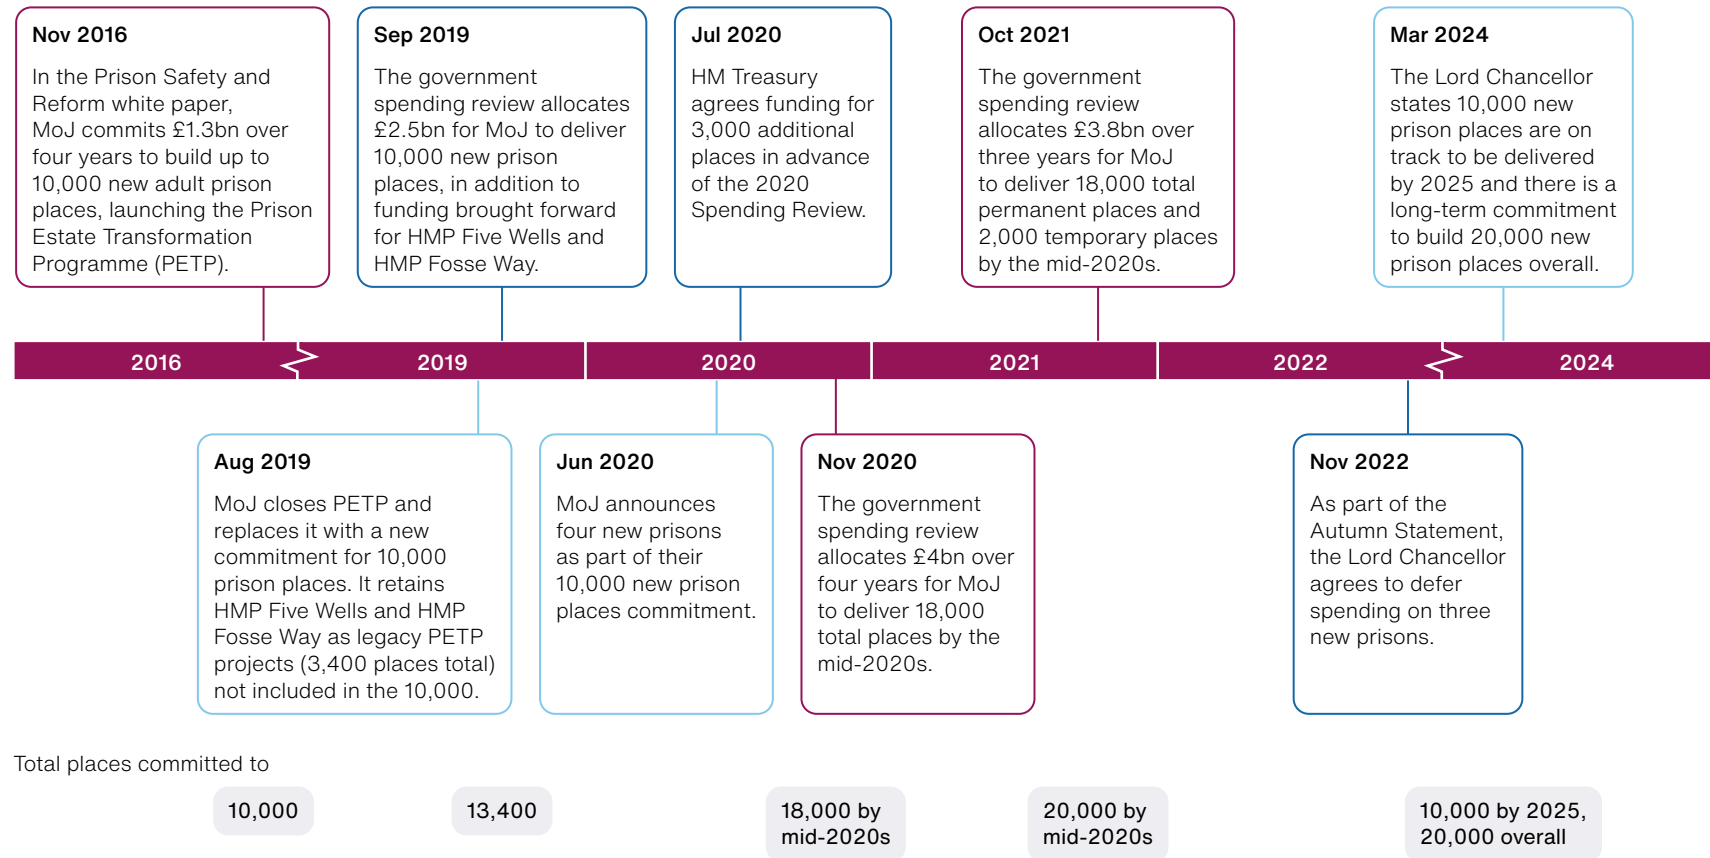 Nov 2016
In the Prison Safety and
Reform white paper,
MoJ commits £1.3bn over
four years to build up to
10,000 new adult prison
places, launching the Prison
Estate Transformation
Programme (PETP).
Sep 2019
The government
spending review allocates
£2.5bn for MoJ to deliver
10,000 new prison
places, in addition to
funding brought forward
for HMP Five Wells and
HMP Fosse Way.
Jul 2020
HM Treasury
agrees funding for
3,000 additional
places in advance
of the 2020
Spending Review.
Oct 2021
The government
spending review
allocates £3.8bn over
three years for MoJ
to deliver 18,000 total
permanent places and
2,000 temporary places
by the mid-2020s.
Mar 2024
The Lord Chancellor
states 10,000 new
prison places are on
track to be delivered
by 2025 and there is a
long-term commitment
to build 20,000 new
prison places overall.
2016
2019
2020
2021
2022
2024
Aug 2019
MoJ closes PETP and
replaces it with a new
commitment for 10,000
prison places. It retains
HMP Five Wells and HMP
Fosse Way as legacy PETP
projects (3,400 places total)
not included in the 10,000.
Jun 2020
MoJ announces
four new prisons
as part of their
10,000 new prison
places commitment.
Nov 2020
The government
spending review
allocates £4bn over
four years for MoJ
to deliver 18,000
total places by the
mid-2020s.
Nov 2022
As part of the
Autumn Statement,
the Lord Chancellor
agrees to defer
spending on three
new prisons.
Total places committed to
10,000
13,400
18,000 by
mid-2020s
20,000 by
mid-2020s
10,000 by 2025,
20,000 overall